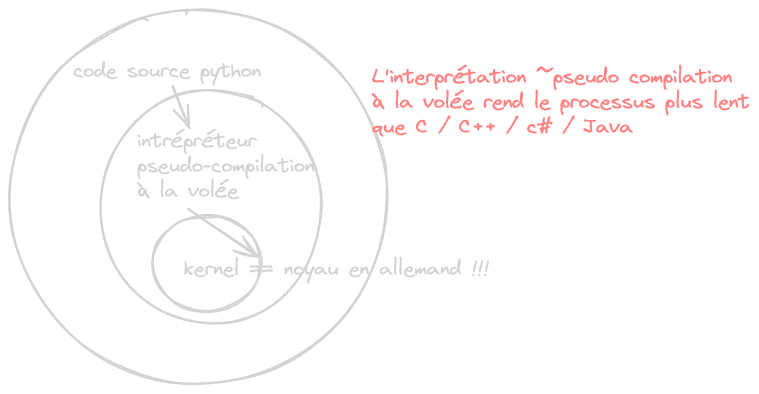 code source python
L'interprétation ~pseudo compilation
à la volée rend le processus plus lent
que C / C++ / c# / Java
intrépréteur
pseudo-compilation
à la volée
kernel == noyau en allemand !!!